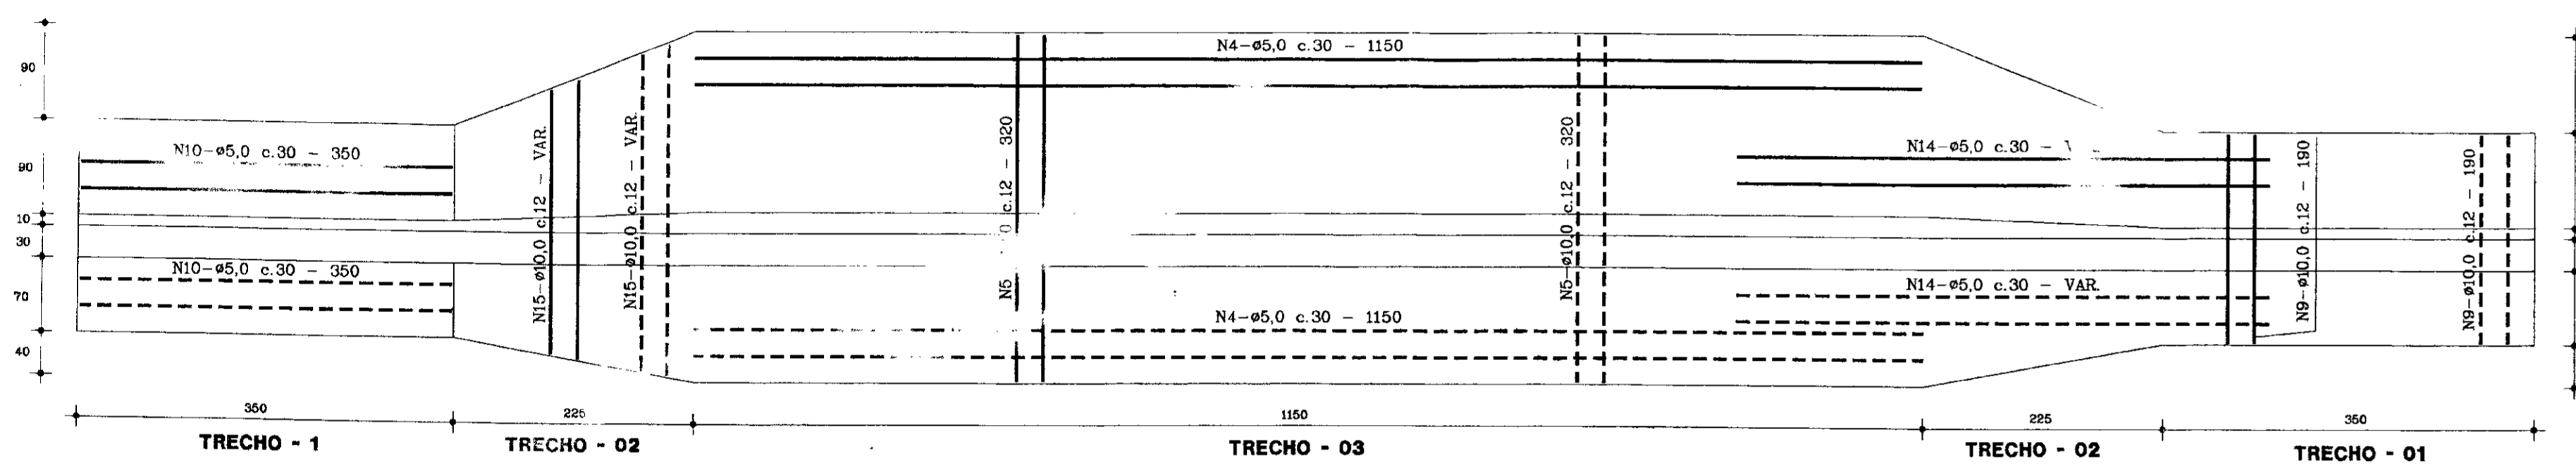 N4-ø5,0 c.30 - 1150
90
90
10
30
70
40
N10-ø5,0 c.30 - 350
N10-ø5,0 c.30 - 350
N15-ø10,0 c.12 - VAR.
N15-ø10,0 c.12 - VAR.
N5 0 c.12 - 320
N5-ø10,0 c.12 - 320
N14-ø5,0 c.30 -
N14-ø5,0 c.30 - VAR.
N9-ø10,0 c.12 - 190
N9-ø10,0 c.12 - 190
N4-ø5,0 c.30 - 1150
350
225
1150
225
350
TRECHO - 1
TRECHO - 02
TRECHO - 03
TRECHO - 02
TRECHO - 01